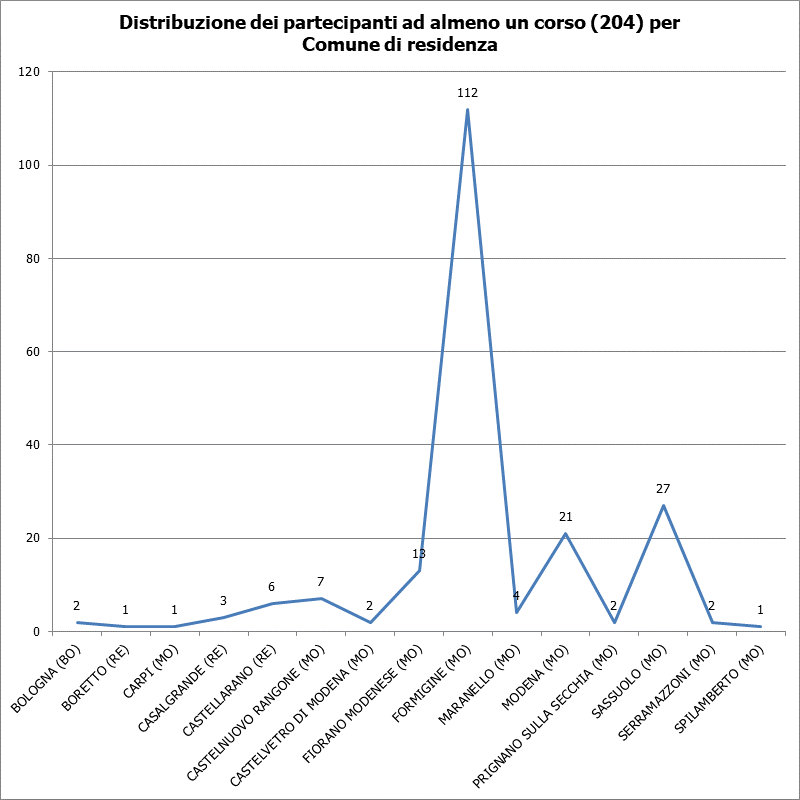 Distribuzione dei partecipanti ad almeno un corso (204) per
Comune di residenza
120
100
80
60
40
20
0
2
1
1
3
6
7
2
13
112
4
21
2
27
2
1
BOLOGNA (BO)
BORETTO (RE)
CARPI (MO)
CASALGRANDE (RE)
CASTELLARANO (RE)
CASTELNUOVO RANGONE (MO)
CASTELVETRO DI MODENA (MO)
FIORANO MODENESE (MO)
FORMIGINE (MO)
MARANELLO (MO)
MODENA (MO)
PRIGNANO SULLA SECCHIA (MO)
SASSUOLO (MO)
SERRAMAZZONI (MO)
SPILAMBERTO (MO)